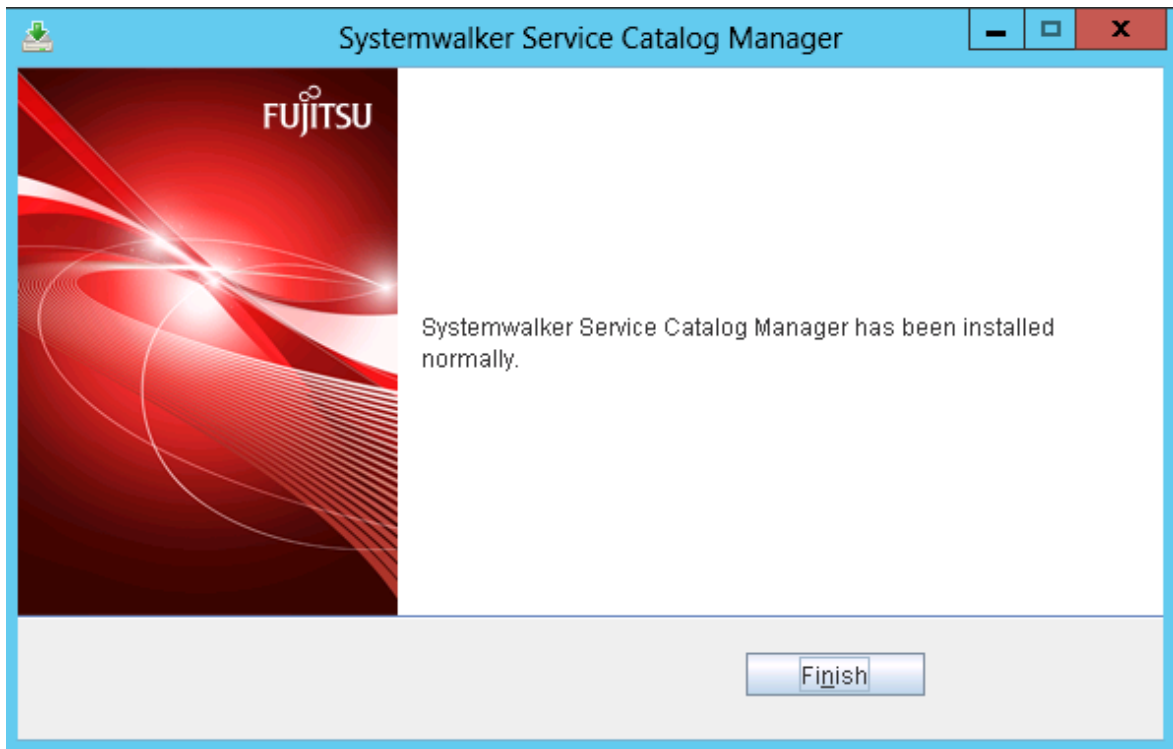 Systemwalker Service Catalog Manager
FUJITSU
Systemwalker Service Catalog Manager has been installed
normally.
Finish